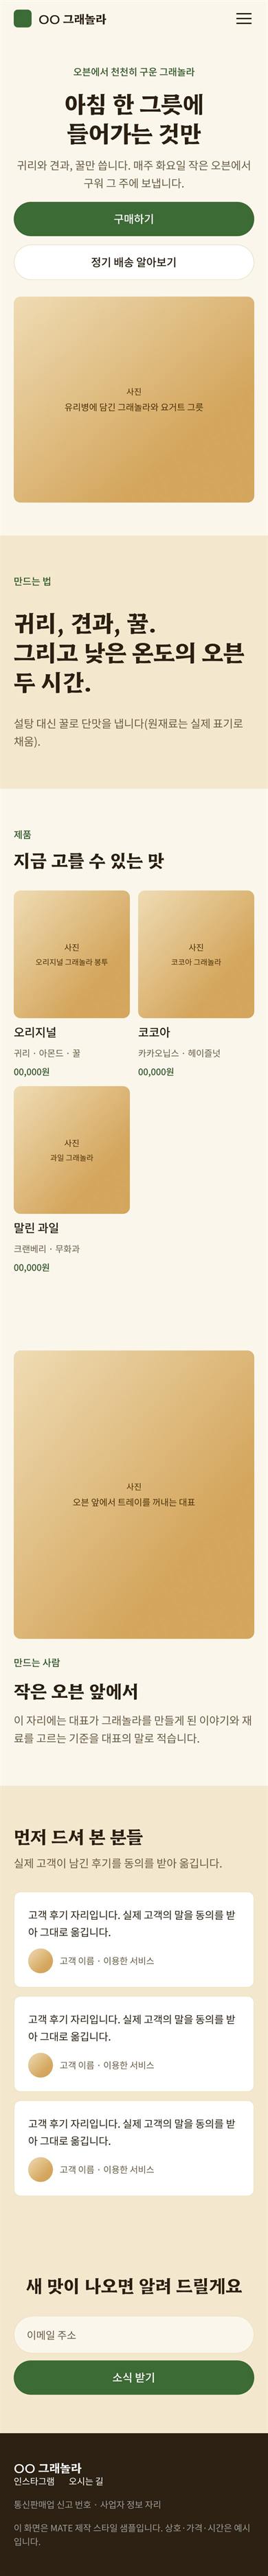 OO 그래놀라
오븐에서 천천히 구운 그래놀라
아침 한 그릇에
들어가는 것만
귀리와 견과, 꿀만 씁니다. 매주 화요일 작은 오븐에서
구워 그 주에 보냅니다.
구매하기
정기 배송 알아보기
사진
유리병에 담긴 그래놀라와 요거트 그릇
만드는 법
귀리, 견과, 꿀.
그리고 낮은 온도의 오븐
두 시간.
설탕 대신 꿀로 단맛을 냅니다(원재료는 실제 표기로
채움).
제품
지금 고를 수 있는 맛
사진
오리지널 그래놀라 봉투
사진
코코아 그래놀라
오리지널
귀리 · 아몬드 · 꿀
00,000원
코코아
카카오닙스 · 헤이즐넛
00,000원
사진
과일 그래놀라
말린 과일
크랜베리 · 무화과
00,000원
사진
오븐 앞에서 트레이를 꺼내는 대표
만드는 사람
작은 오븐 앞에서
이 자리에는 대표가 그래놀라를 만들게 된 이야기와 재
료를 고르는 기준을 대표의 말로 적습니다.
먼저 드셔 본 분들
실제 고객이 남긴 후기를 동의를 받아 옮깁니다.
고객 후기 자리입니다. 실제 고객의 말을 동의를 받
아 그대로 옮깁니다.
고객 이름 · 이용한 서비스
고객 후기 자리입니다. 실제 고객의 말을 동의를 받
아 그대로 옮깁니다.
고객 이름 · 이용한 서비스
고객 후기 자리입니다. 실제 고객의 말을 동의를 받
아 그대로 옮깁니다.
고객 이름 · 이용한 서비스
새 맛이 나오면 알려 드릴게요
이메일 주소
소식 받기
OO 그래놀라
인스타그램 오시는 길
통신판매업 신고 번호 · 사업자 정보 자리
이 화면은 MATE 제작 스타일 샘플입니다. 상호·가격·시간은 예시
입니다.